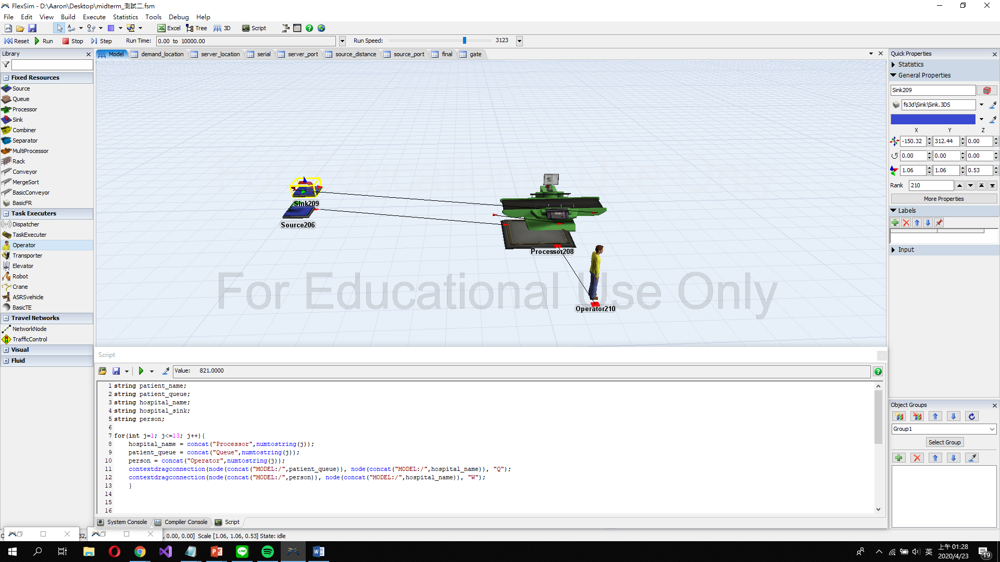 FlexSim - D:\Aaron\Desktop\midterm_測試二.fsm
File Edit View Build Execute Statistics Tools Debug Help
Excel Tree 3D Script
Reset Run Stop Step Run Time: 0.00 to 10000.00 Run Speed: 3123
Library
Model demand_location server_location serial server_port source_distance source_port final gate
Fixed Resources
Source
Queue
Processor
Sink
Combiner
Separator
MultiProcessor
Rack
Conveyor
MergeSort
BasicConveyor
BasicFR
Task Executers
Dispatcher
TaskExecuter
Operator
Transporter
Elevator
Robot
Crane
ASRSvehicle
BasicTE
Travel Networks
NetworkNode
TrafficControl
Visual
Fluid
Sink209
Source206
Processor208
Operator210
For Educational Use Only
Quick Properties
Statistics
General Properties
Sink209
fs3d\Sink\Sink.3DS
X Y Z
-150.32 312.44 0.00
0.00 0.00 0.00
1.06 1.06 0.53
Rank 210
More Properties
Labels
Input
Object Groups
Group1
Select Group
Script
Value: 821.0000
1 string patient_name;
2 string patient_queue;
3 string hospital_name;
4 string hospital_sink;
5 string person;
6
7 for(int j=1; j<=13; j++){
8 hospital_name = concat("Processor",numtostring(j));
9 patient_queue = concat("Queue",numtostring(j));
10 person = concat("Operator",numtostring(j));
11 contextdragconnection(node(concat("MODEL:/",patient_queue)), node(concat("MODEL:/",hospital_name)), "Q");
12 contextdragconnection(node(concat("MODEL:/",person)), node(concat("MODEL:/",hospital_name)), "W");
13 }
14
15
16
System Console Compiler Console Script
32, , 0.00, 0.00] Scale [1.06, 1.06, 0.53] State: idle
英
上午 01:28
2020/4/23
19